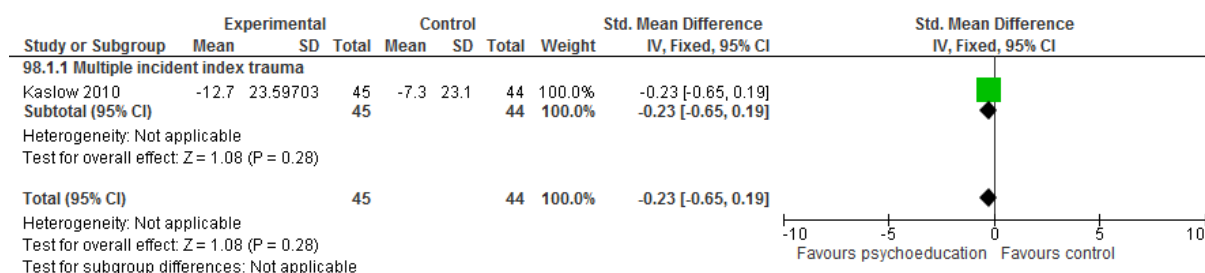 Experimental Control Std. Mean Difference Std. Mean Difference
Study or Subgroup Mean SD Total Mean SD Total Weight IV, Fixed, 95% CI IV, Fixed, 95% CI
98.1.1 Multiple incident index trauma
Kaslow 2010 -12.7 23.59703 45 -7.3 23.1 44 100.0% -0.23 [-0.65, 0.19]
Subtotal (95% CI) 45 44 100.0% -0.23 [-0.65, 0.19]
Heterogeneity: Not applicable
Test for overall effect: Z = 1.08 (P = 0.28)
Total (95% CI) 45 44 100.0% -0.23 [-0.65, 0.19]
Heterogeneity: Not applicable
Test for overall effect: Z = 1.08 (P = 0.28)
Test for subgroup differences: Not applicable
-10 -5 0 5 10
Favours psychoeducation Favours control